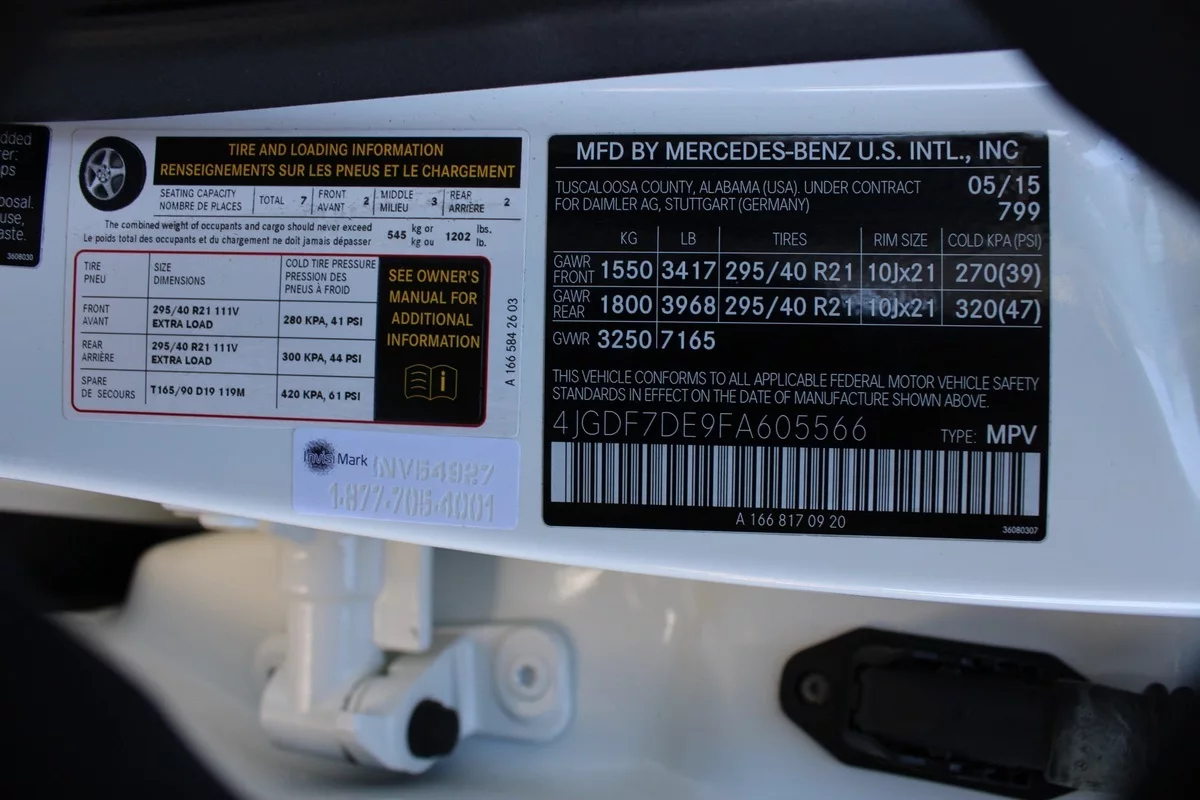 dded
er:
ps
oosal.
use,
aste.
3608030
TIRE AND LOADING INFORMATION
RENSEIGNEMENTS SUR LES PNEUS ET LE CHARGEMENT
SEATING CAPACITY
NOMBRE DE PLACES
TOTAL 7
FRONT
AVANT 2
MIDDLE
MILIEU 3
REAR
ARRIÈRE 2
The combined weight of occupants and cargo should never exceed
Le poids total des occupants et du chargement ne doit jamais dépasser
545 kg or
kg ou
1202 lbs.
lb.
TIRE
PNEU
SIZE
DIMENSIONS
COLD TIRE PRESSURE
PRESSION DES
PNEUS À FROID
FRONT
AVANT
295/40 R21 111V
EXTRA LOAD
280 KPA, 41 PSI
REAR
ARRIÈRE
295/40 R21 111V
EXTRA LOAD
300 KPA, 44 PSI
SPARE
DE SECOURS
T165/90 D19 119M
420 KPA, 61 PSI
SEE OWNER'S
MANUAL FOR
ADDITIONAL
INFORMATION
A 166 584 26 03
InvisiMark
NV54927
1-877-705-4001
MFD BY MERCEDES-BENZ U.S. INTL., INC
TUSCALOOSA COUNTY, ALABAMA (USA). UNDER CONTRACT
FOR DAIMLER AG, STUTTGART (GERMANY)
05/15
799
KG LB TIRES RIM SIZE COLD KPA(PSI)
GAWR
FRONT 1550 3417 295/40 R21 10Jx21 270(39)
GAWR
REAR 1800 3968 295/40 R21 10Jx21 320(47)
GVWR 3250 7165
THIS VEHICLE CONFORMS TO ALL APPLICABLE FEDERAL MOTOR VEHICLE SAFETY
STANDARDS IN EFFECT ON THE DATE OF MANUFACTURE SHOWN ABOVE.
4JGDF7DE9FA605566
TYPE: MPV
A 166 817 09 20
36080307